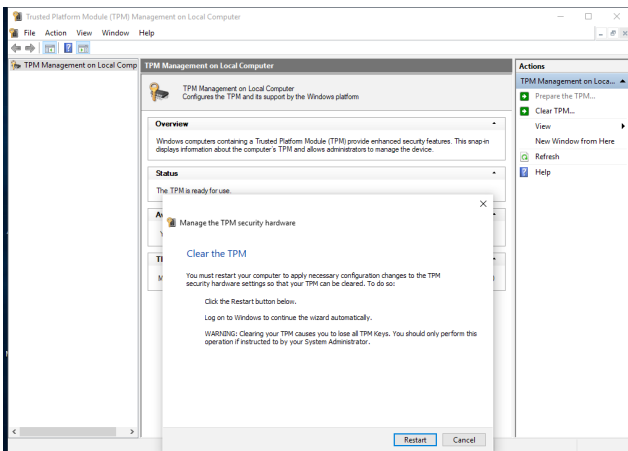 Trusted Platform Module (TPM) Management on Local Computer
File Action View Window Help
TPM Management on Local Comp
TPM Management on Local Computer
TPM Management on Local Computer
Configures the TPM and its support by the Windows platform
Overview
Windows computers containing a Trusted Platform Module (TPM) provide enhanced security features. This snap-in
displays information about the computer's TPM and allows administrators to manage the device.
Status
The TPM is ready for use.
Manage the TPM security hardware
Clear the TPM
You must restart your computer to apply necessary configuration changes to the TPM
security hardware settings so that your TPM can be cleared. To do so:
Click the Restart button below.
Log on to Windows to continue the wizard automatically.
WARNING: Clearing your TPM causes you to lose all TPM Keys. You should only perform this
operation if instructed to by your System Administrator.
Restart Cancel
Actions
TPM Management on Loca...
Prepare the TPM...
Clear TPM...
View
New Window from Here
Refresh
Help